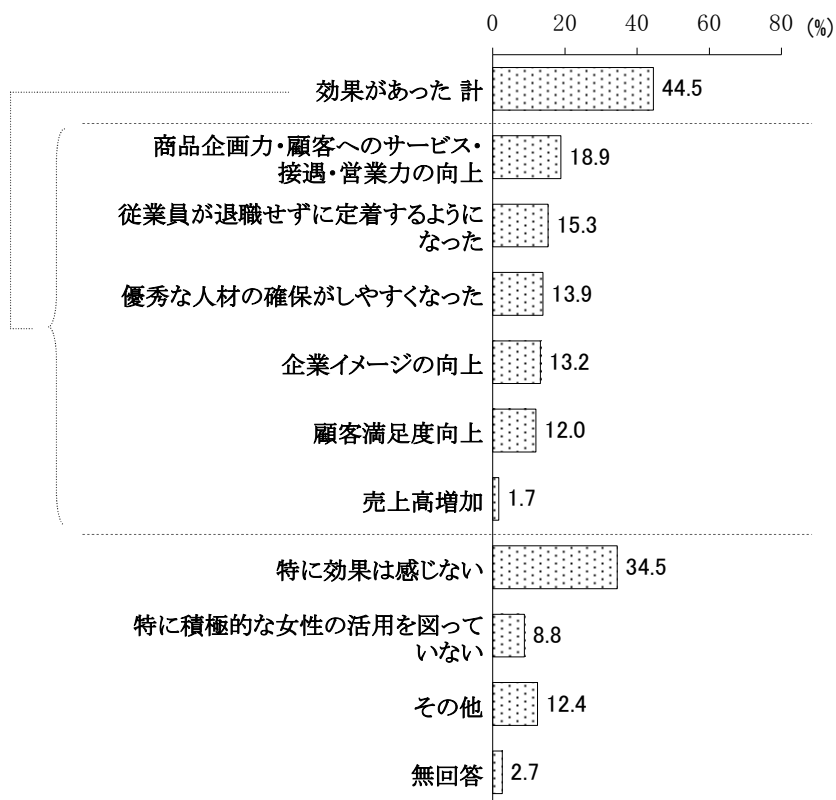 0 20 40 60 80 (%)
効果があった 計 44.5
商品企画力・顧客へのサービス・
接遇・営業力の向上 18.9
従業員が退職せずに定着するように
なった 15.3
優秀な人材の確保がしやすくなった 13.9
企業イメージの向上 13.2
顧客満足度向上 12.0
売上高増加 1.7
特に効果は感じない 34.5
特に積極的な女性の活用を図って
いない 8.8
その他 12.4
無回答 2.7